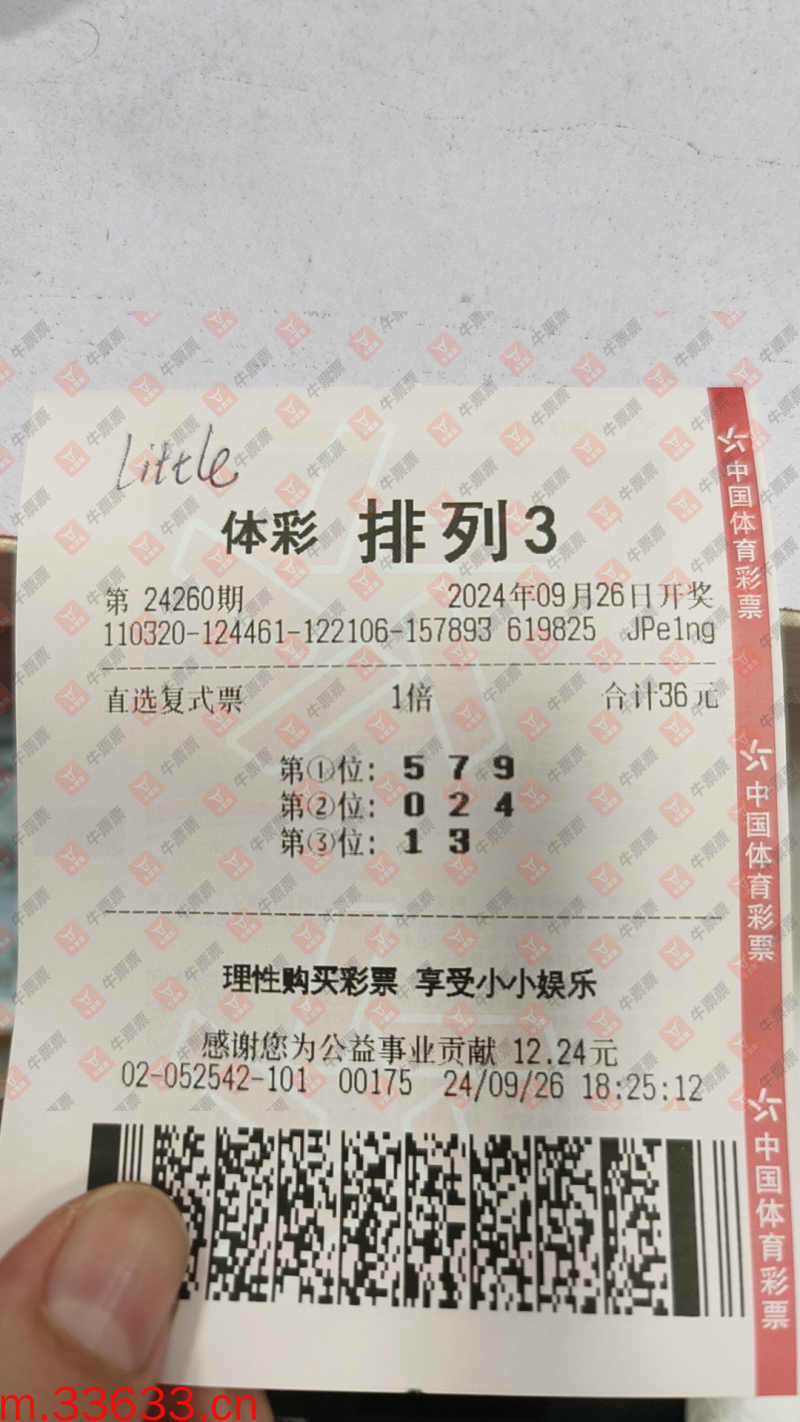 Little
体彩 排列3
第 24260期 2024年09月26日开奖
110320-124461-122106-157893 619825 JPe1ng
直选复式票 1倍 合计36元
第①位: 5 7 9
第②位: 0 2 4
第③位: 1 3
理性购买彩票 享受小小娱乐
感谢您为公益事业贡献 12.24元
02-052542-101 00175 24/09/26 18:25:12
中国体育彩票
中国体育彩票
中国体育彩票
牛票票
m.33633.cn